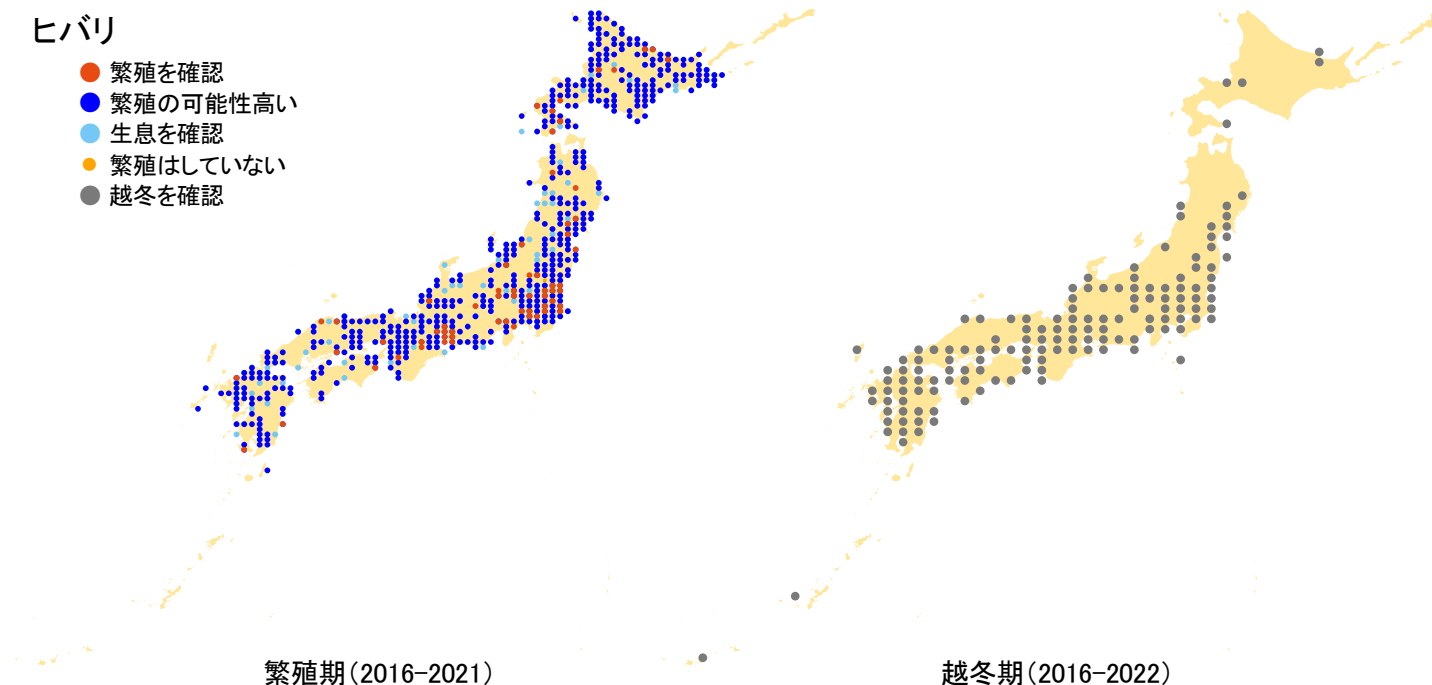 ヒバリ
繁殖を確認
繁殖の可能性高い
生息を確認
繁殖はしていない
越冬を確認
繁殖期(2016-2021)
越冬期(2016-2022)